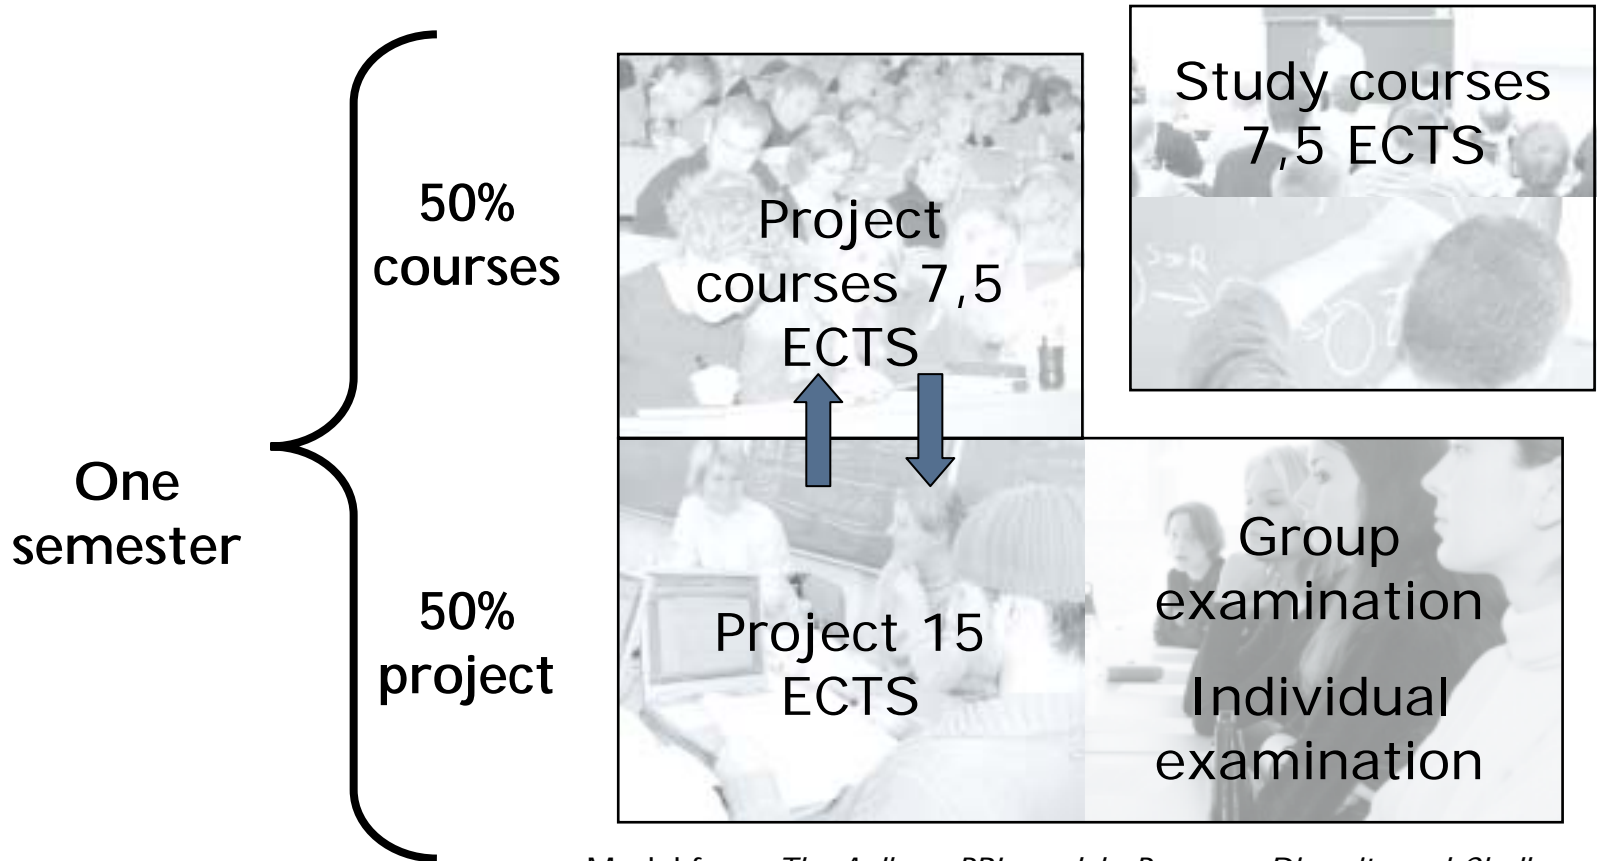 One
semester
50%
courses
50%
project
Project
courses 7,5
ECTS
Study courses
7,5 ECTS
Project 15
ECTS
Group
examination
Individual
examination